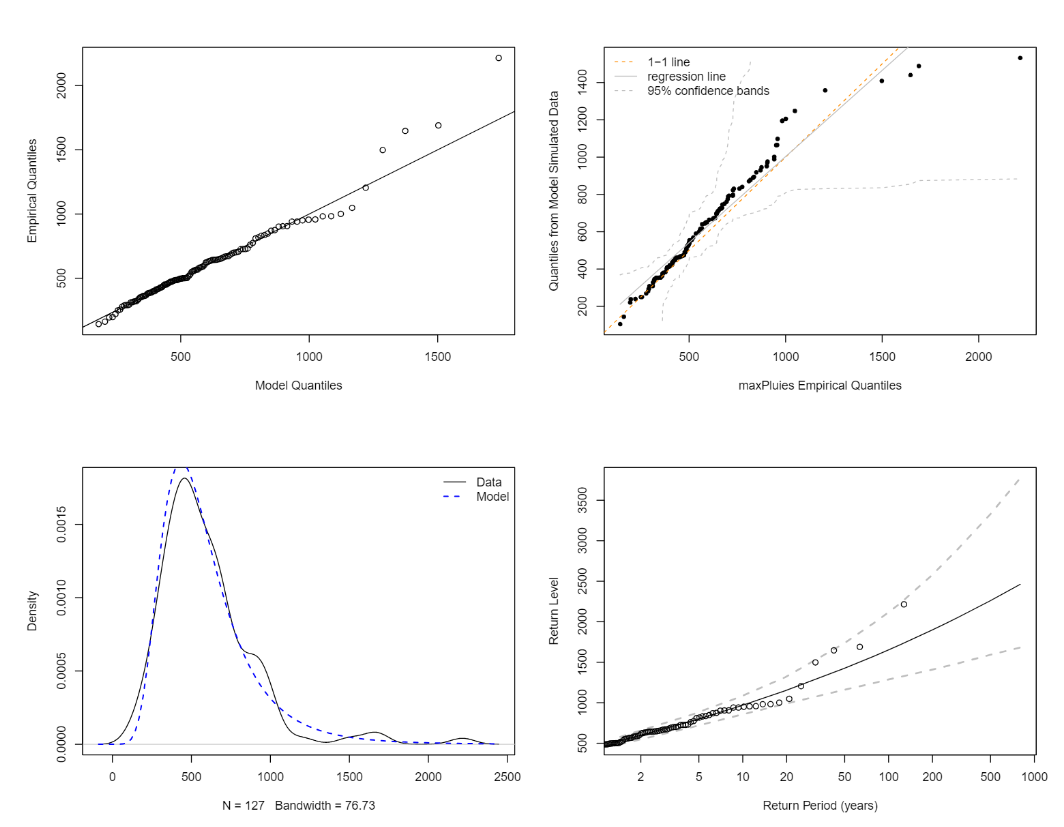 Empirical Quantiles
500 1000 1500 2000
500 1000 1500
Model Quantiles
1−1 line
regression line
95% confidence bands
Quantiles from Model Simulated Data
200 400 600 800 1000 1200 1400
500 1000 1500 2000
maxPluies Empirical Quantiles
Data
Model
Density
0.0000 0.0005 0.0010 0.0015
0 500 1000 1500 2000 2500
N = 127 Bandwidth = 76.73
Return Level
500 1000 1500 2000 2500 3000 3500
2 5 10 20 50 100 200 500 1000
Return Period (years)